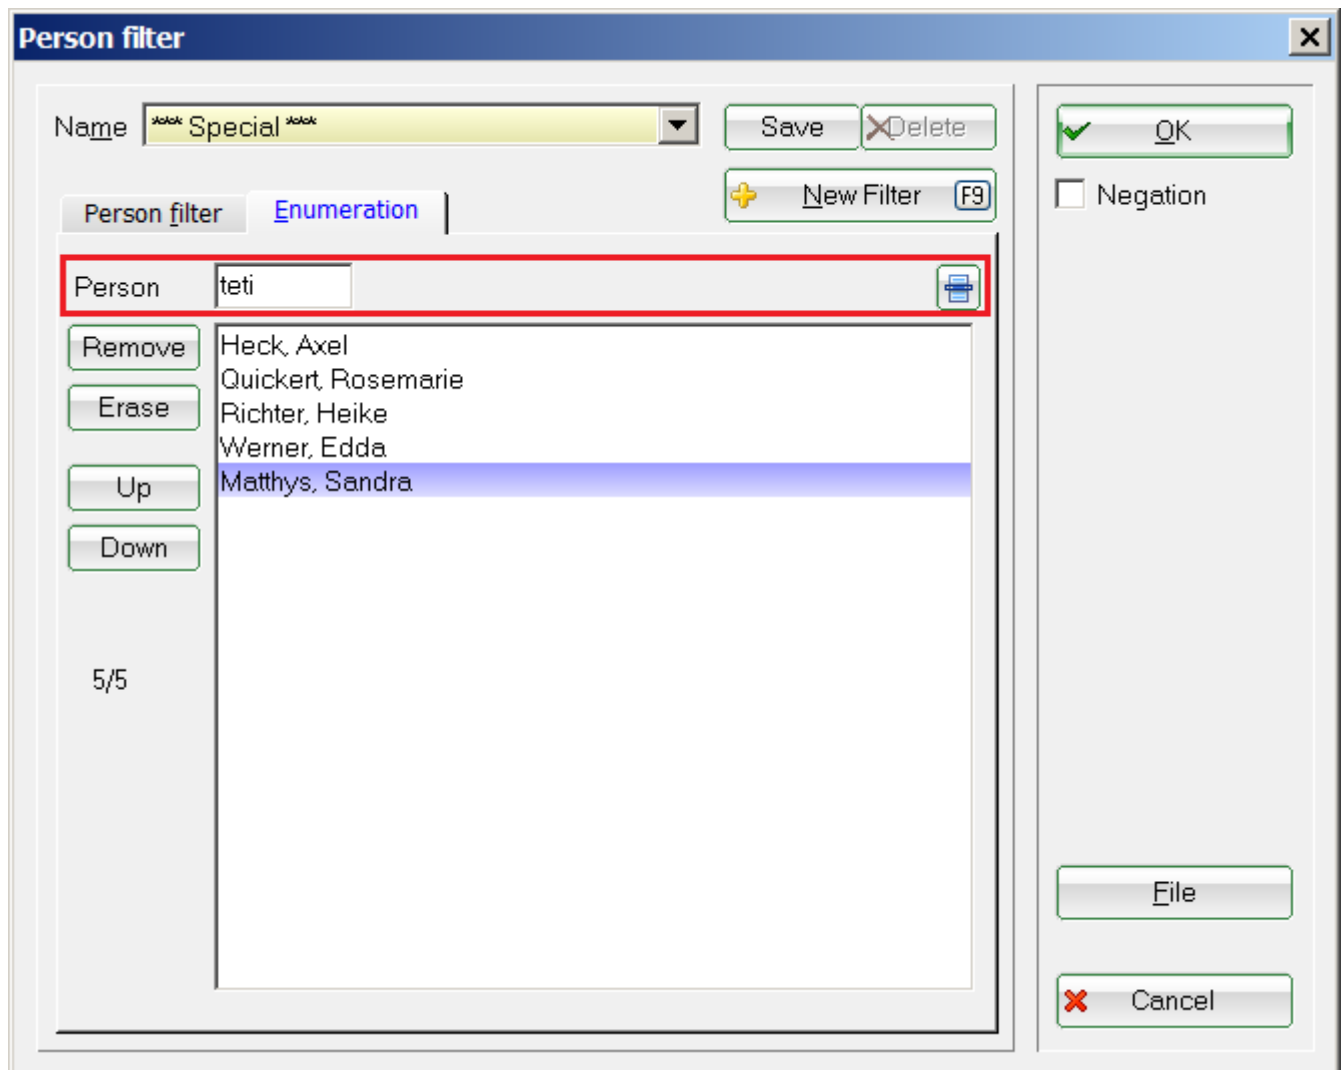 Person filter
Name **** Special **** Save Delete OK
New Filter F9 Negation
Person filter Enumeration
Person teti
Remove
Erase
Up
Down
5/5
Heck, Axel
Quickert, Rosemarie
Richter, Heike
Werner, Edda
Matthys, Sandra
File
Cancel